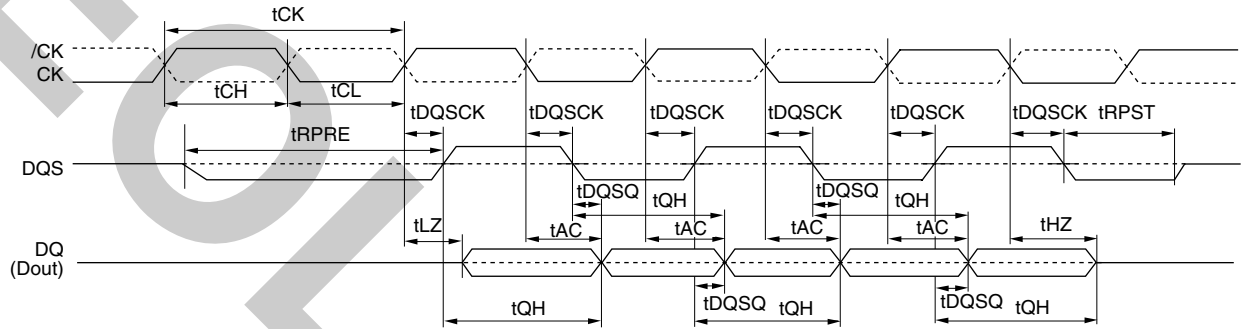 tCK
/CK
CK
tCH tCL
tDQSCK tDQSCK tDQSCK tDQSCK tDQSCK tDQSCK tRPST
tRPRE
DQS
tDQSQ tDQSQ
tQH tQH
tLZ tAC tAC tAC tAC tHZ
DQ
(Dout)
tDQSQ tDQSQ
tQH tQH tQH